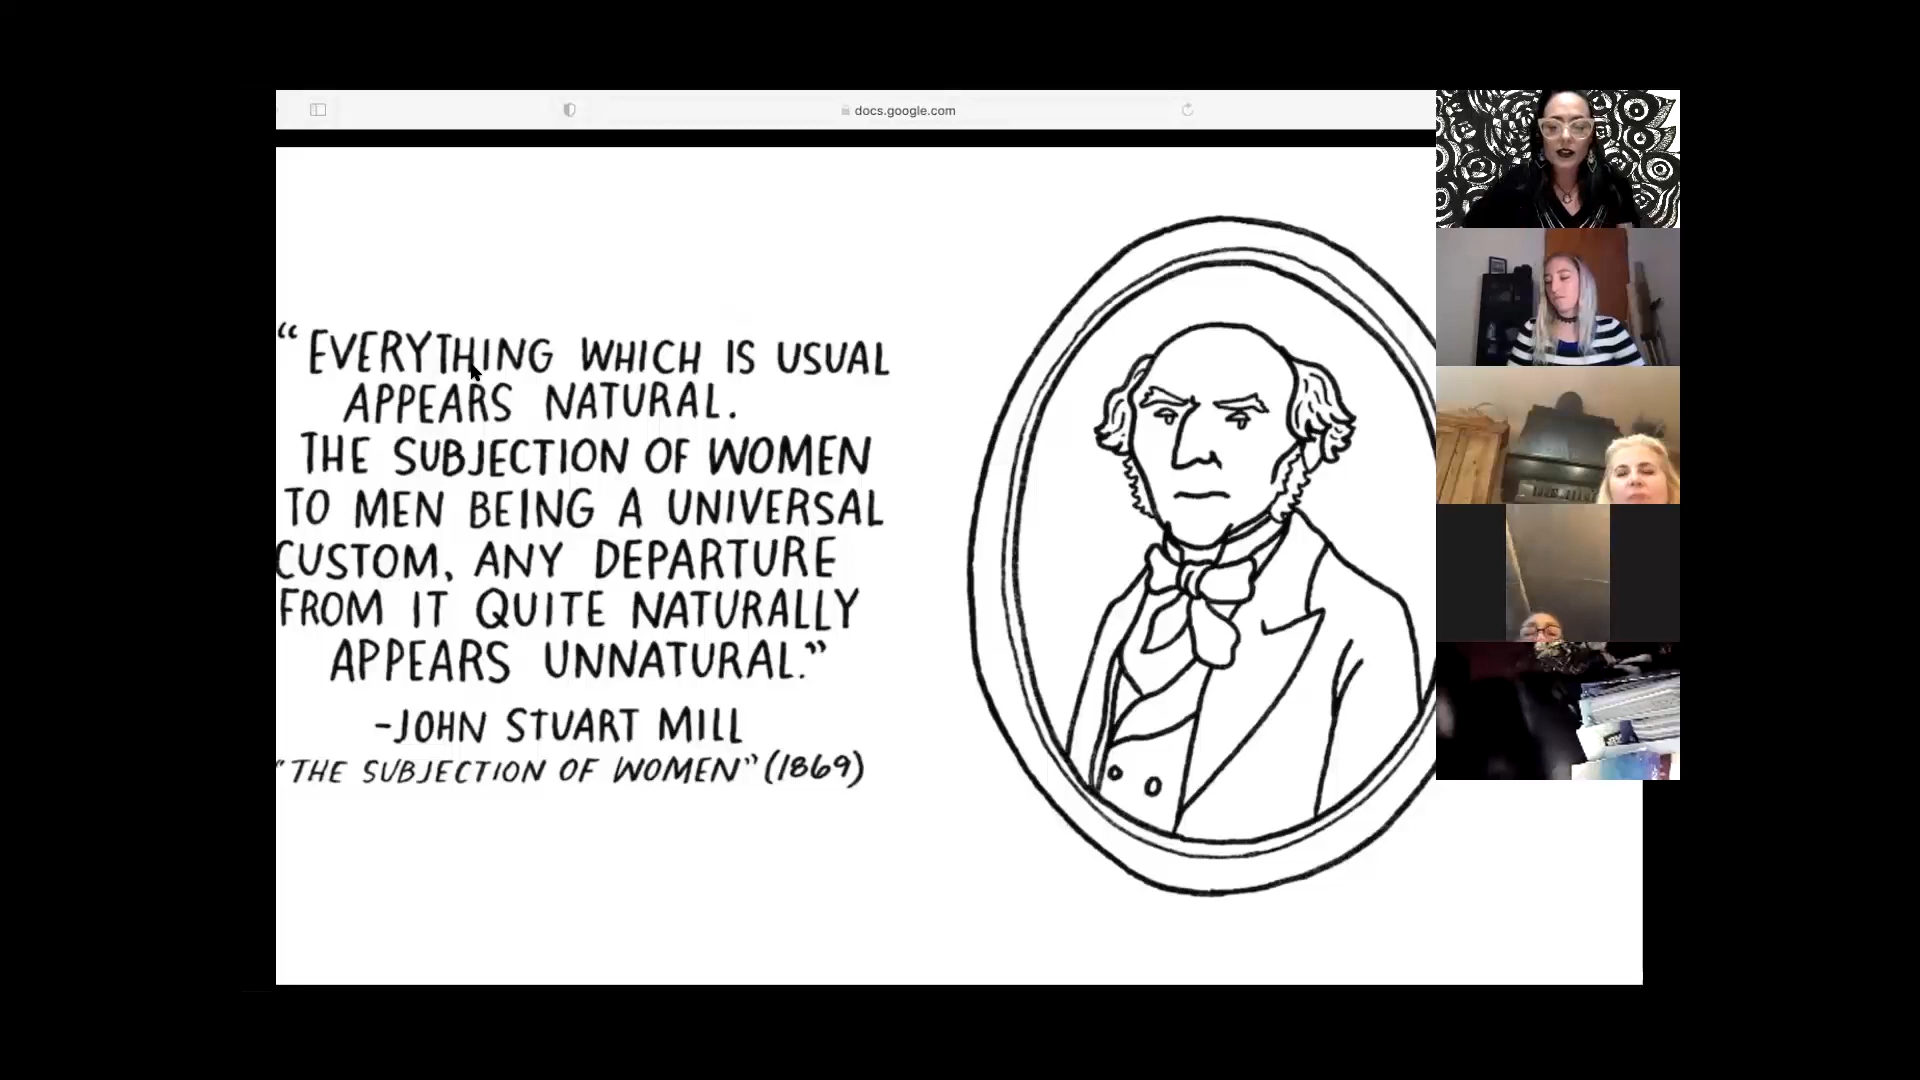 docs.google.com
“EVERYTHING WHICH IS USUAL
APPEARS NATURAL.
THE SUBJECTION OF WOMEN
TO MEN BEING A UNIVERSAL
CUSTOM, ANY DEPARTURE
FROM IT QUITE NATURALLY
APPEARS UNNATURAL.”
-JOHN STUART MILL
"THE SUBJECTION OF WOMEN" (1869)